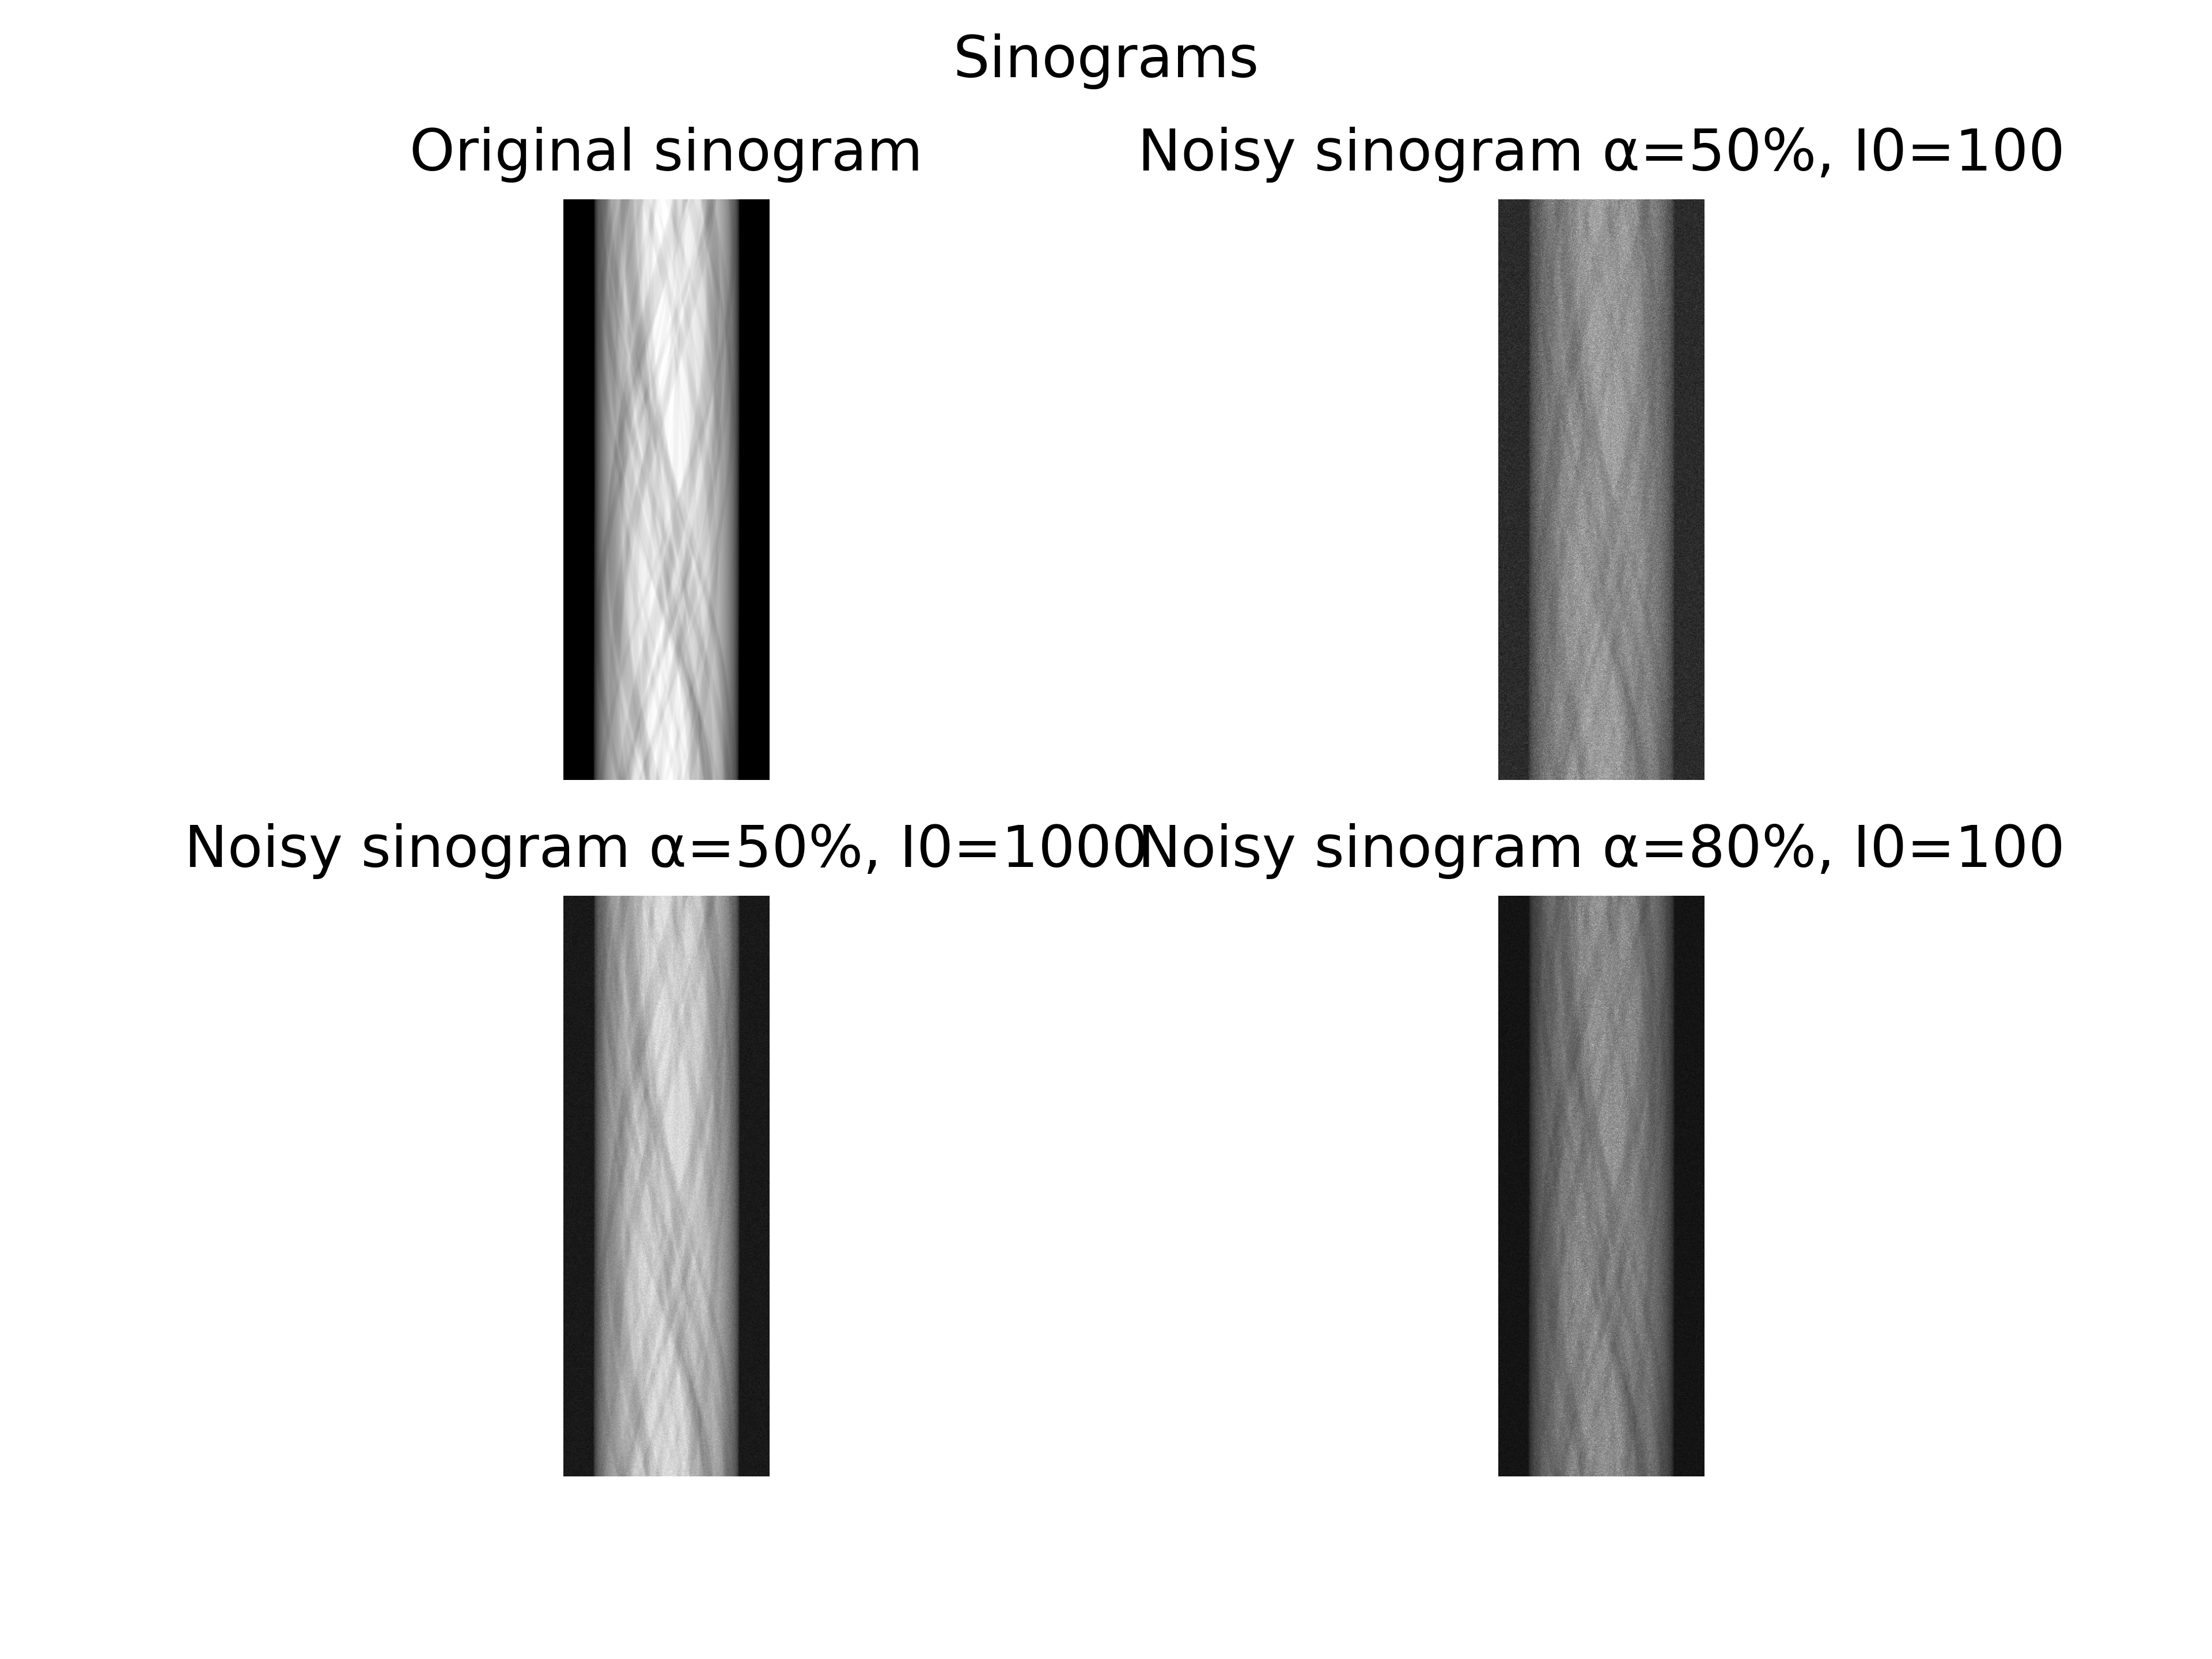 Sinograms
Original sinogram
Noisy sinogram α=50%, I0=100
Noisy sinogram α=50%, I0=1000
Noisy sinogram α=80%, I0=100